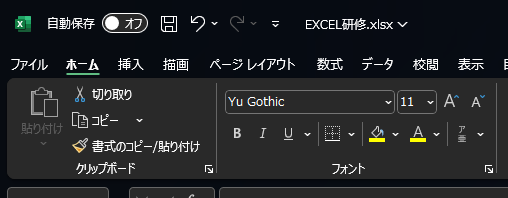 自動保存 オフ EXCEL研修.xlsx
ファイル ホーム 挿入 描画 ページ レイアウト 数式 データ 校閲 表示
貼り付け
切り取り
コピー
書式のコピー/貼り付け
クリップボード
Yu Gothic 11 A A
B I U A ア亜
フォント